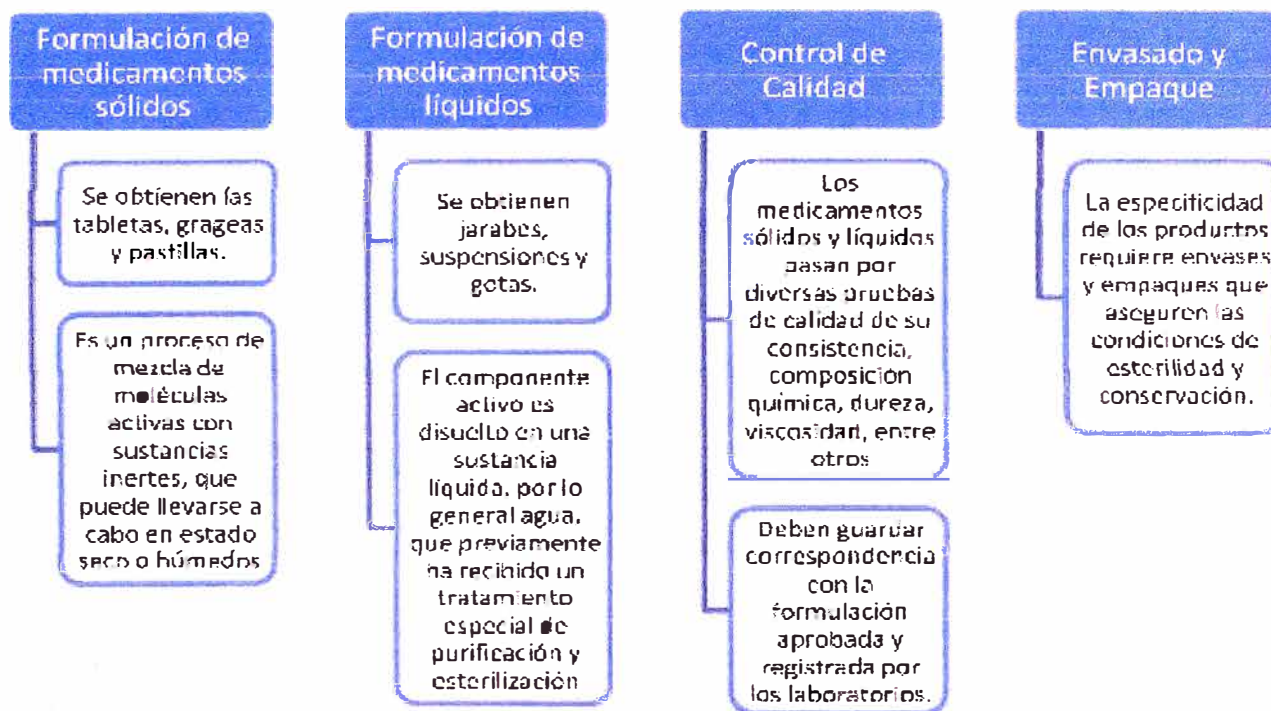 Formulación de
medicamentos
sólidos
Se obtienen las
tabletas, grageas
y pastillas.
Es un proceso de
mezcla de
moléculas
activas con
sustancias
inertes, que
puede llevarse a
cabo en estado
seco o húmedos
Formulación de
medicamentos
líquidos
Se obtienen
jarabes,
suspensiones y
gotas.
El componente
activo es
disuelto en una
sustancia
líquida, por lo
general agua,
que previamente
ha recibido un
tratamiento
especial de
purificación y
esterilización
Control de
Calidad
Los
medicamentos
sólidos y líquidos
pasan por
diversas pruebas
de calidad de su
consistencia,
composición
química, dureza,
viscosidad, entre
otros
Deben guardar
correspondencia
con la
formulación
aprobada y
registrada por
los laboratorios.
Envasado y
Empaque
La especificidad
de los productos
requiere envases
y empaques que
aseguren las
condiciones de
esterilidad y
conservación.